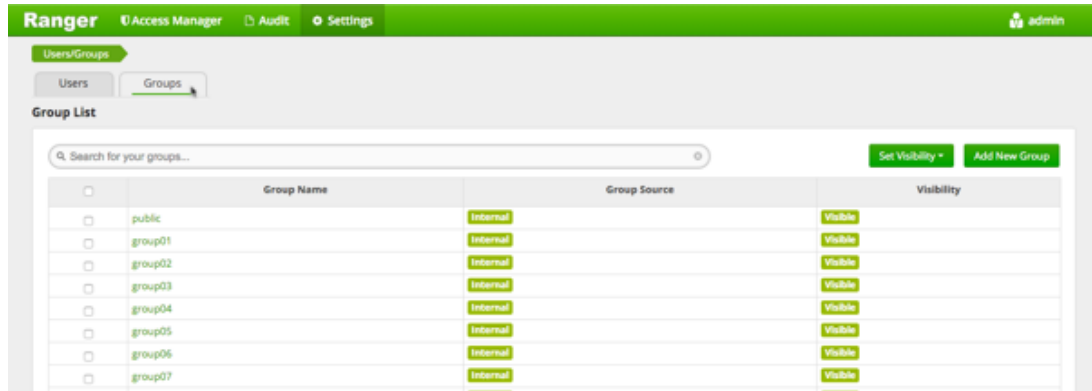 Ranger Access Manager Audit Settings admin
Users/Groups
Users Groups
Group List
Search for your groups... Set Visibility Add New Group
Group Name Group Source Visibility
public Internal Visible
group01 Internal Visible
group02 Internal Visible
group03 Internal Visible
group04 Internal Visible
group05 Internal Visible
group06 Internal Visible
group07 Internal Visible